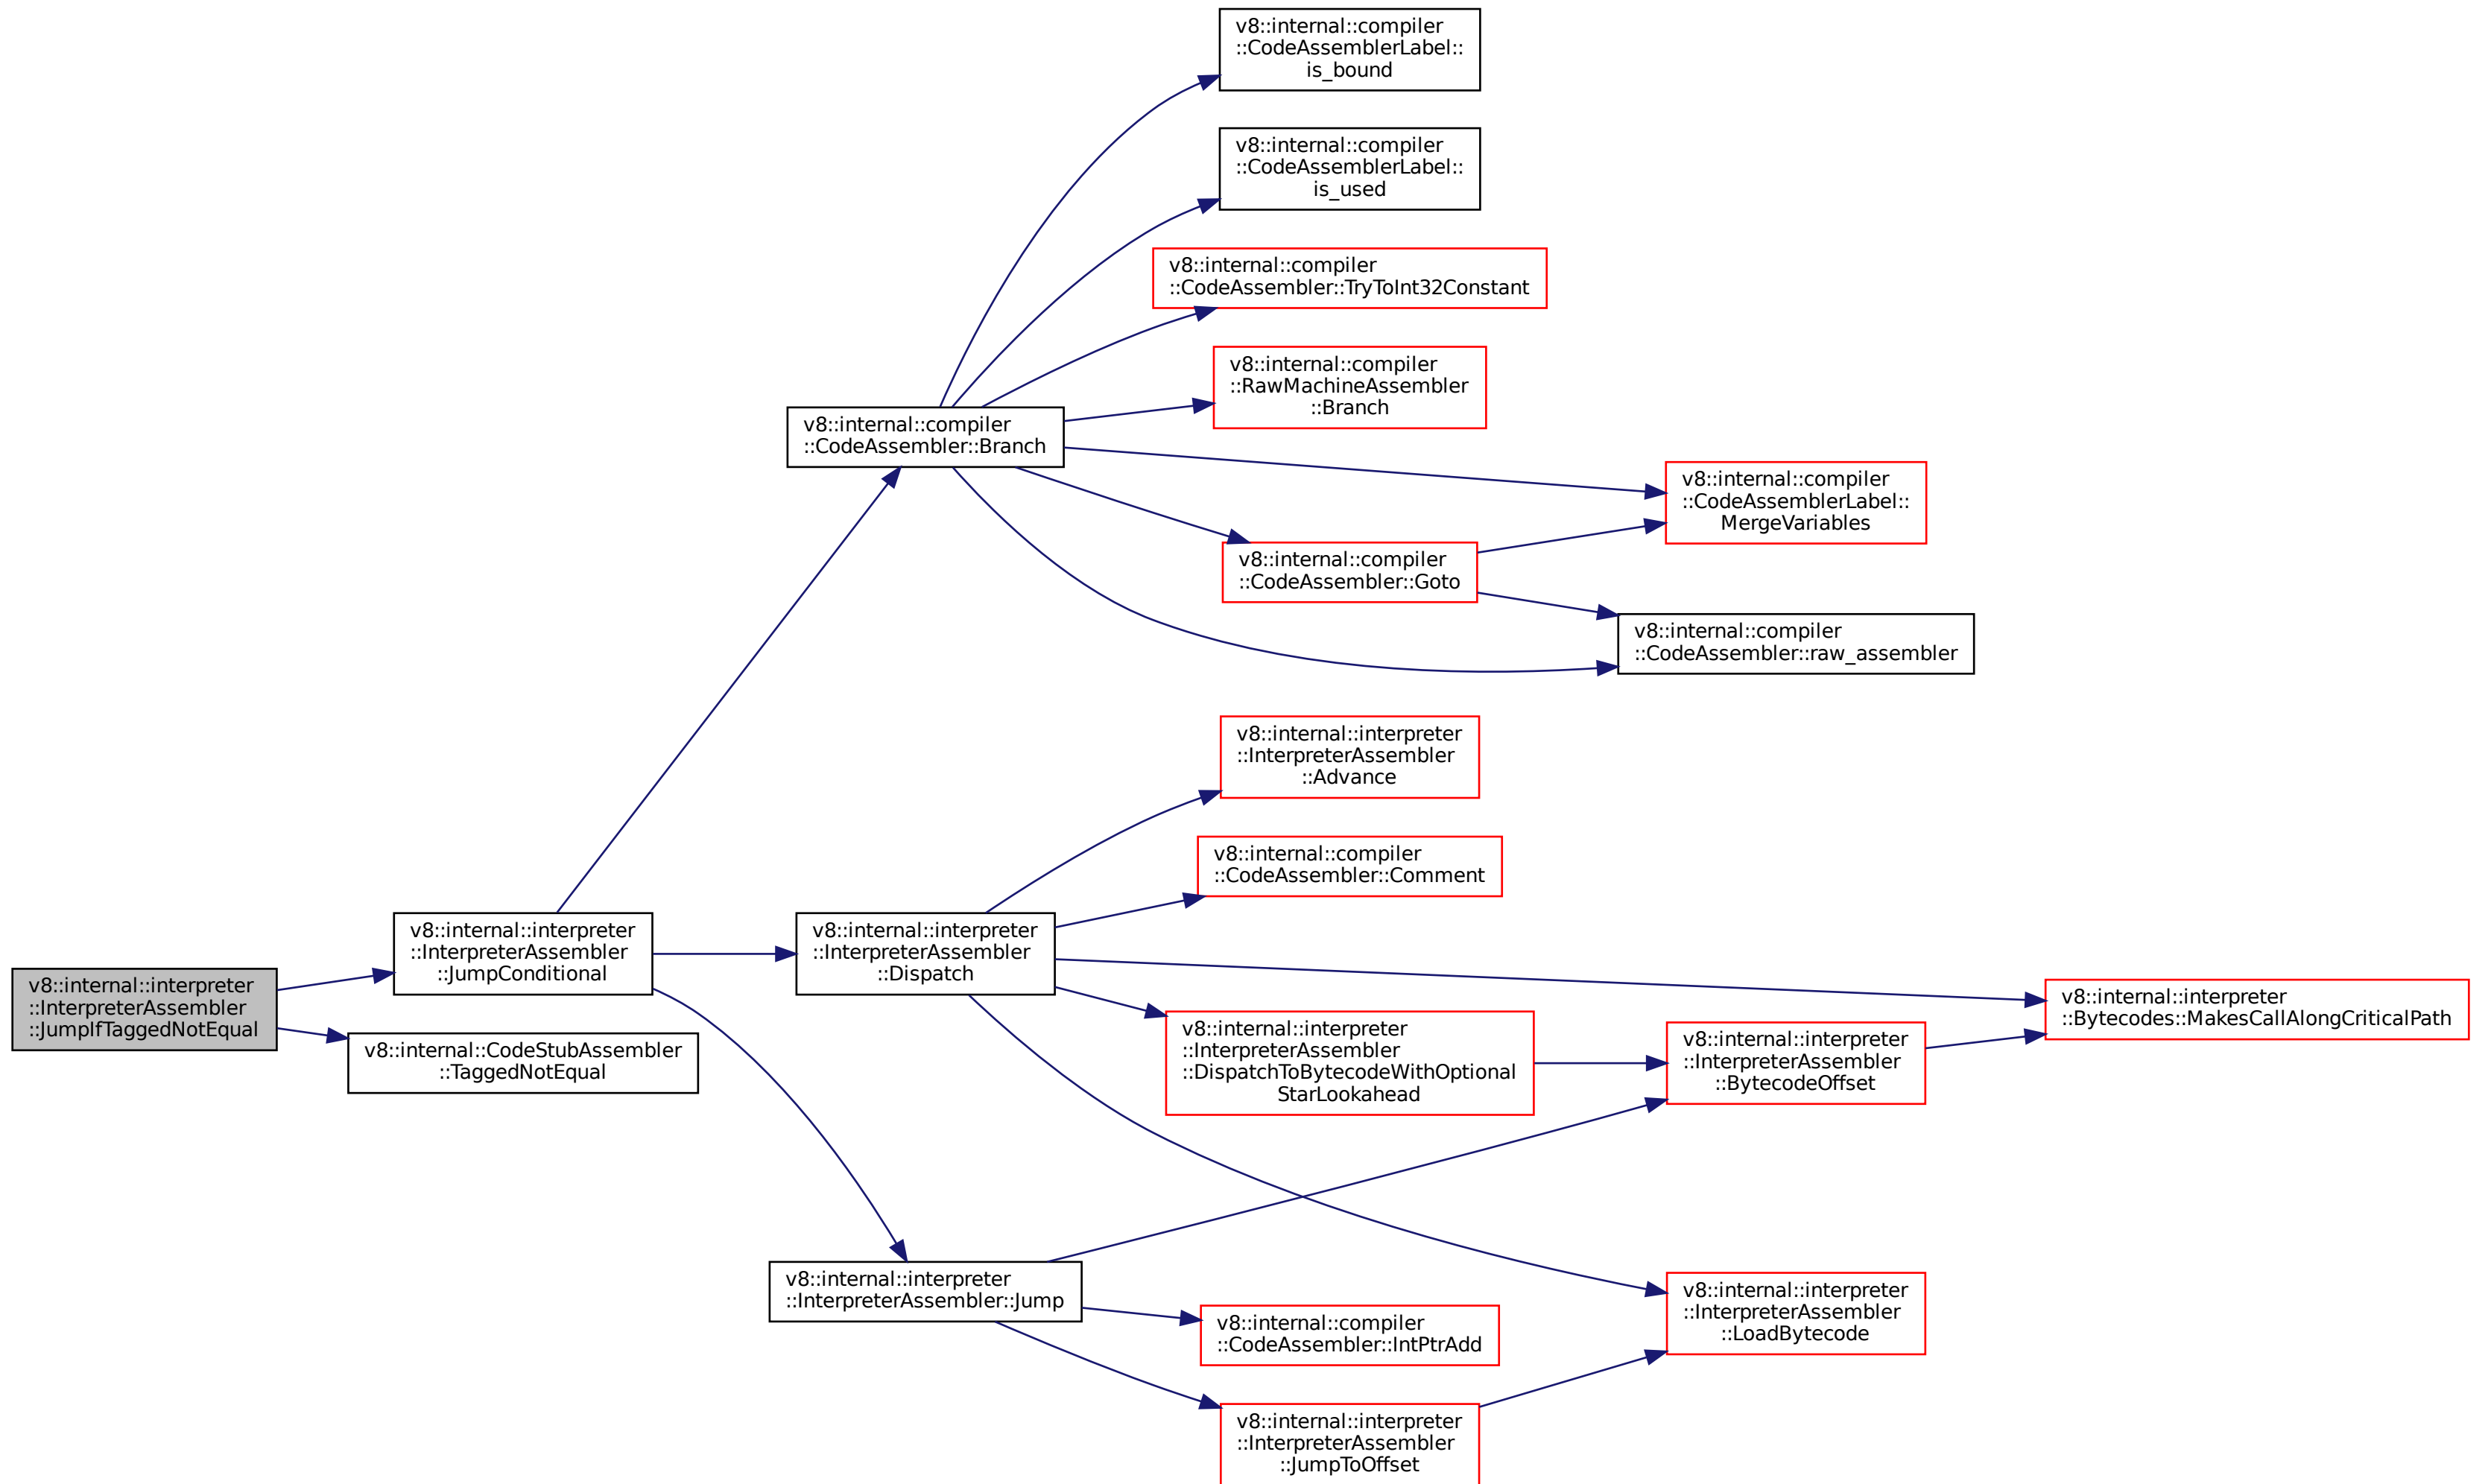 v8::internal::compiler
::CodeAssemblerLabel::
is_bound
v8::internal::compiler
::CodeAssemblerLabel::
is_used
v8::internal::compiler
::CodeAssembler::TryToInt32Constant
v8::internal::compiler
::RawMachineAssembler
::Branch
v8::internal::compiler
::CodeAssembler::Branch
v8::internal::compiler
::CodeAssemblerLabel::
MergeVariables
v8::internal::compiler
::CodeAssembler::Goto
v8::internal::compiler
::CodeAssembler::raw_assembler
v8::internal::interpreter
::InterpreterAssembler
::Advance
v8::internal::compiler
::CodeAssembler::Comment
v8::internal::interpreter
::InterpreterAssembler
::JumpConditional
v8::internal::interpreter
::InterpreterAssembler
::Dispatch
v8::internal::interpreter
::InterpreterAssembler
::JumpIfTaggedNotEqual
v8::internal::CodeStubAssembler
::TaggedNotEqual
v8::internal::interpreter
::InterpreterAssembler
::DispatchToBytecodeWithOptional
StarLookahead
v8::internal::interpreter
::InterpreterAssembler
::BytecodeOffset
v8::internal::interpreter
::Bytecodes::MakesCallAlongCriticalPath
v8::internal::interpreter
::InterpreterAssembler::Jump
v8::internal::compiler
::CodeAssembler::IntPtrAdd
v8::internal::interpreter
::InterpreterAssembler
::LoadBytecode
v8::internal::interpreter
::InterpreterAssembler
::JumpToOffset